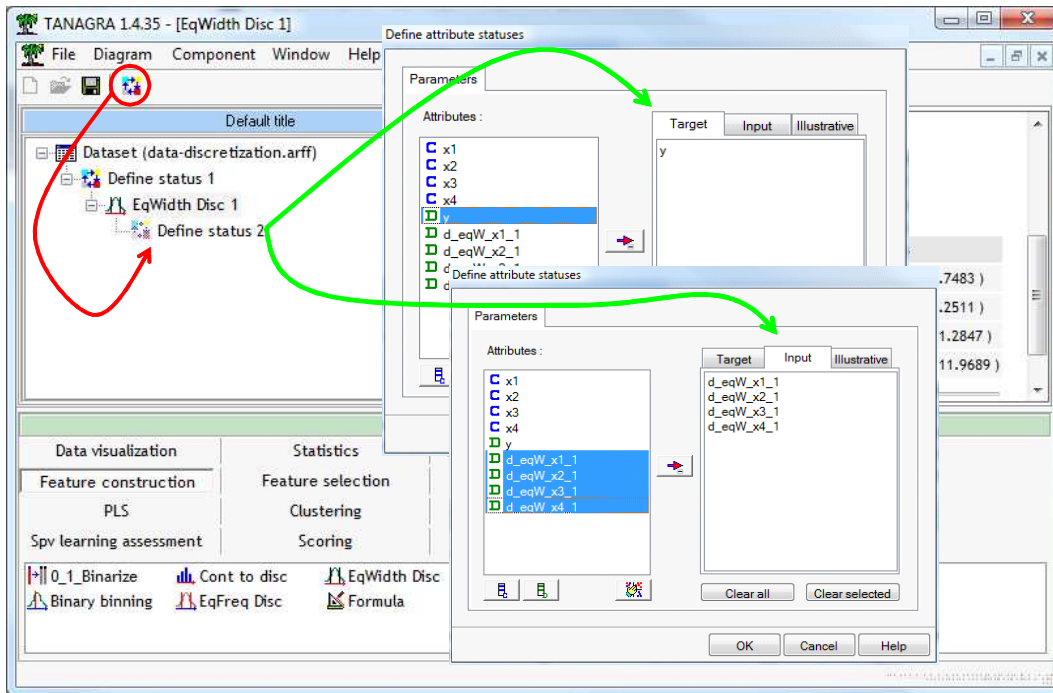 TANAGRA 1.4.35 - [EqWidth Disc 1]
File Diagram Component Window Help
Default title
Dataset (data-discretization.arff)
Define status 1
EqWidth Disc 1
Define status 2
Define attribute statuses
Parameters
Attributes :
C x1
C x2
C x3
C x4
D y
D d_eqW_x1_1
D d_eqW_x2_1
D
D
Target Input Illustrative
y
.7483 )
.2511 )
1.2847 )
11.9689 )
Define attribute statuses
Parameters
Attributes :
C x1
C x2
C x3
C x4
D y
D d_eqW_x1_1
D d_eqW_x2_1
D d_eqW_x3_1
D d_eqW_x4_1
Target Input Illustrative
d_eqW_x1_1
d_eqW_x2_1
d_eqW_x3_1
d_eqW_x4_1
Clear all Clear selected
OK Cancel Help
Data visualization Statistics
Feature construction Feature selection
PLS Clustering
Spv learning assessment Scoring
0_1_Binarize Cont to disc EqWidth Disc
Binary binning EqFreq Disc Formula